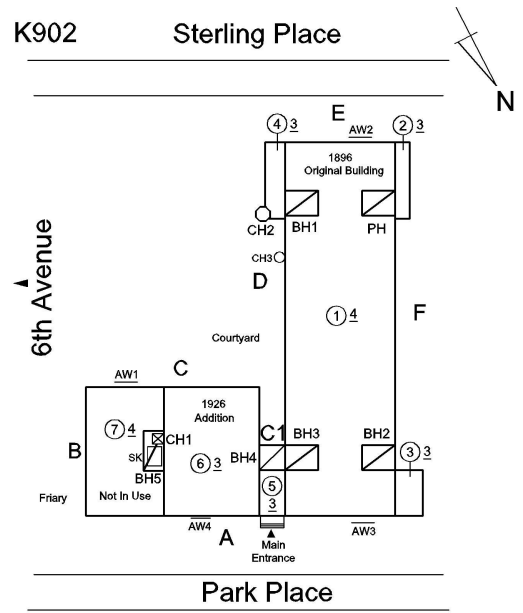 K902
Sterling Place
N
E
4 3
AW2
2 3
1896
Original Building
CH2
BH1
PH
CH3
D
6th Avenue
1 4
F
Courtyard
C
AW1
1926
Addition
C1
BH3
BH2
7 4
B
CH1
SK
BH4
3 3
6 3
BH5
5
3
Friary
Not In Use
AW4
A
AW3
Main
Entrance
Park Place